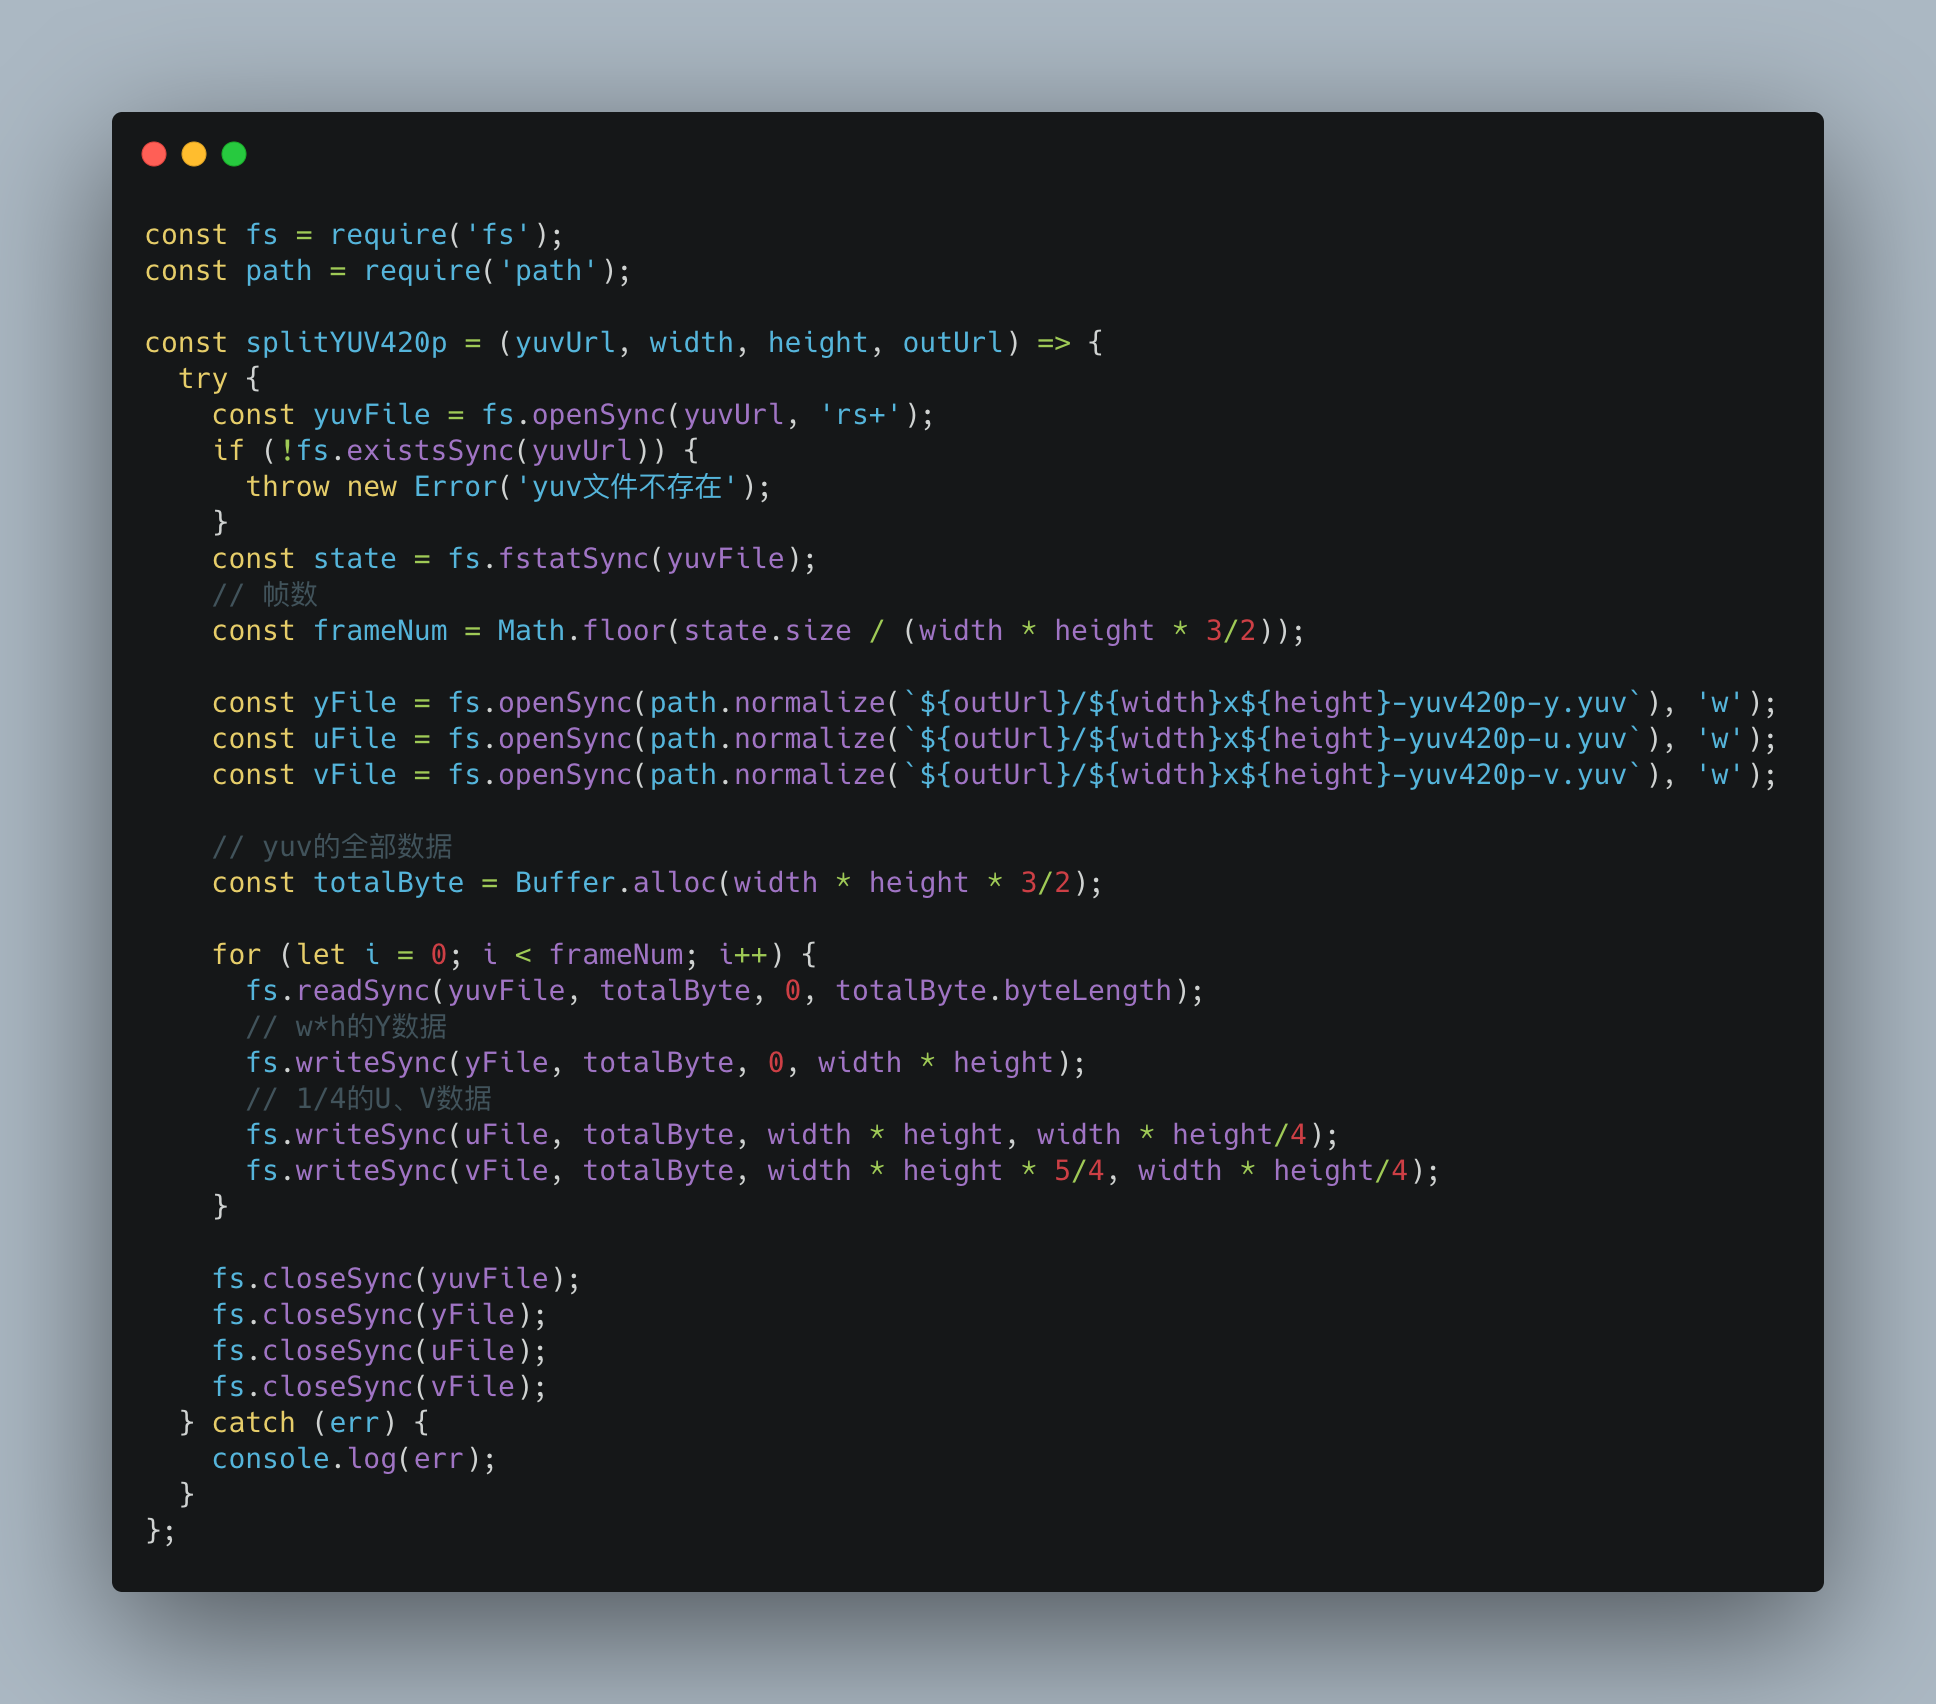 const fs = require('fs');
const path = require('path');

const splitYUV420p = (yuvUrl, width, height, outUrl) => {
  try {
    const yuvFile = fs.openSync(yuvUrl, 'rs+');
    if (!fs.existsSync(yuvUrl)) {
      throw new Error('yuv文件不存在');
    }
    const state = fs.fstatSync(yuvFile);
    // 帧数
    const frameNum = Math.floor(state.size / (width * height * 3/2));

    const yFile = fs.openSync(path.normalize(`${outUrl}/${width}x${height}-yuv420p-y.yuv`), 'w');
    const uFile = fs.openSync(path.normalize(`${outUrl}/${width}x${height}-yuv420p-u.yuv`), 'w');
    const vFile = fs.openSync(path.normalize(`${outUrl}/${width}x${height}-yuv420p-v.yuv`), 'w');

    // yuv的全部数据
    const totalByte = Buffer.alloc(width * height * 3/2);

    for (let i = 0; i < frameNum; i++) {
      fs.readSync(yuvFile, totalByte, 0, totalByte.byteLength);
      // w*h的Y数据
      fs.writeSync(yFile, totalByte, 0, width * height);
      // 1/4的U、V数据
      fs.writeSync(uFile, totalByte, width * height, width * height/4);
      fs.writeSync(vFile, totalByte, width * height * 5/4, width * height/4);
    }

    fs.closeSync(yuvFile);
    fs.closeSync(yFile);
    fs.closeSync(uFile);
    fs.closeSync(vFile);
  } catch (err) {
    console.log(err);
  }
};